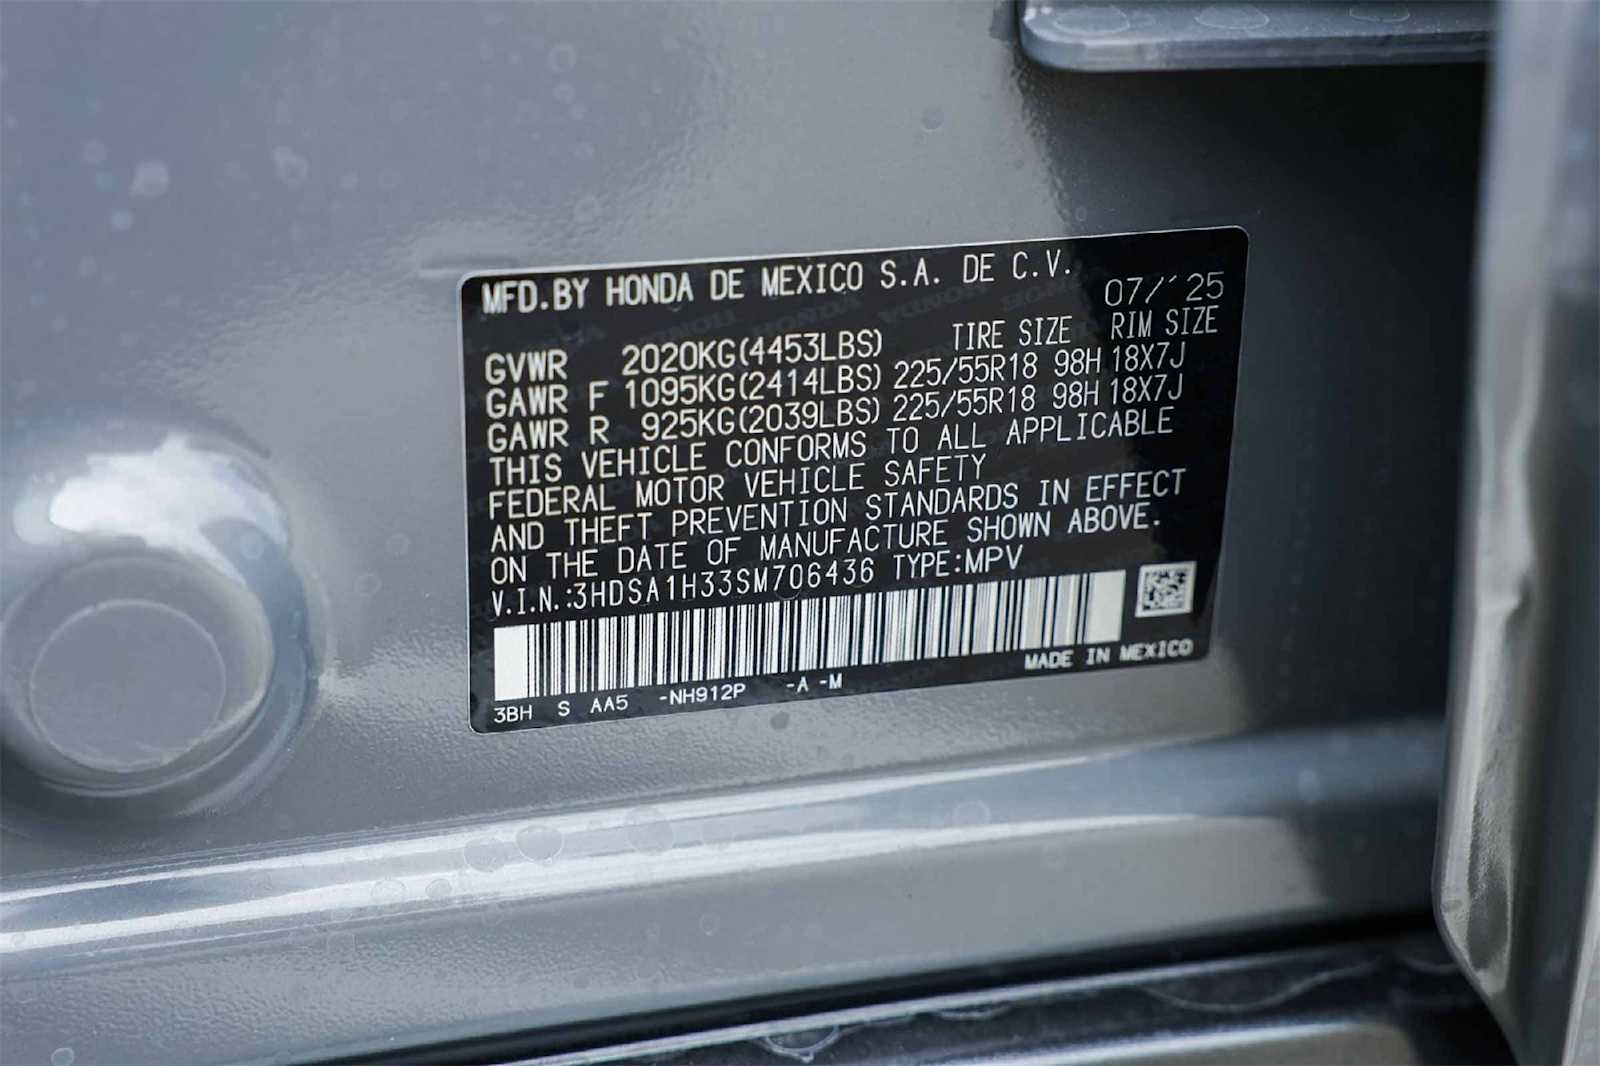 MFD.BY HONDA DE MEXICO S.A. DE C.V.
07/'25
TIRE SIZE RIM SIZE
GVWR 2020KG(4453LBS)
GAWR F 1095KG(2414LBS) 225/55R18 98H 18X7J
GAWR R 925KG(2039LBS) 225/55R18 98H 18X7J
THIS VEHICLE CONFORMS TO ALL APPLICABLE
FEDERAL MOTOR VEHICLE SAFETY
AND THEFT PREVENTION STANDARDS IN EFFECT
ON THE DATE OF MANUFACTURE SHOWN ABOVE.
V.I.N.:3HDSA1H33SM706436 TYPE:MPV
MADE IN MEXICO
3BH S AA5 -NH912P -A -M